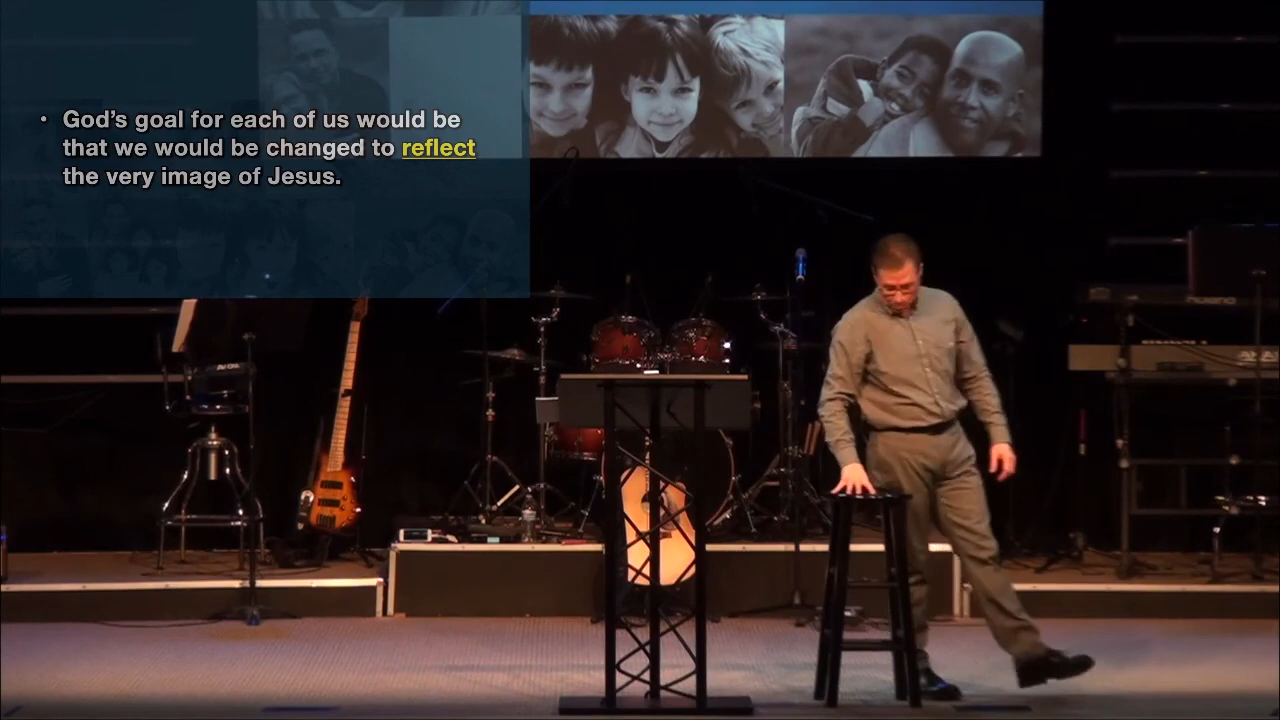 • God's goal for each of us would be
that we would be changed to reflect
the very image of Jesus.